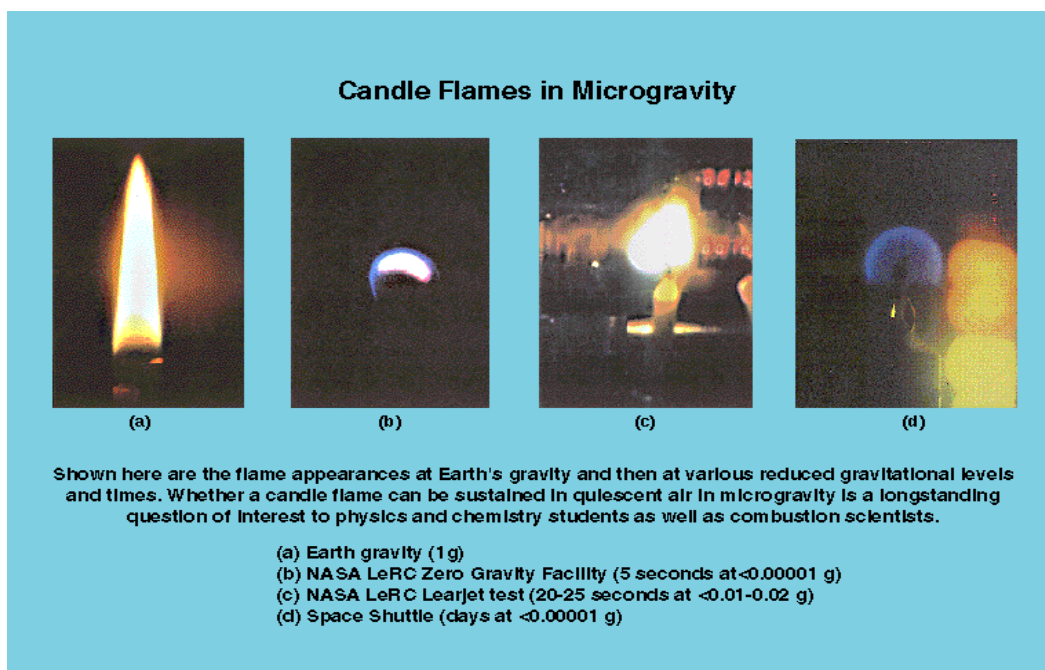 Candle Flames in Microgravity
(a)
(b)
(c)
(d)
Shown here are the flame appearances at Earth's gravity and then at various reduced gravitational levels
and times. Whether a candle flame can be sustained in quiescent air in microgravity is a longstanding
question of interest to physics and chemistry students as well as combustion scientists.
(a) Earth gravity (1g)
(b) NASA LeRC Zero Gravity Facility (5 seconds at<0.00001 g)
(c) NASA LeRC Learjet test (20-25 seconds at <0.01-0.02 g)
(d) Space Shuttle (days at <0.00001 g)